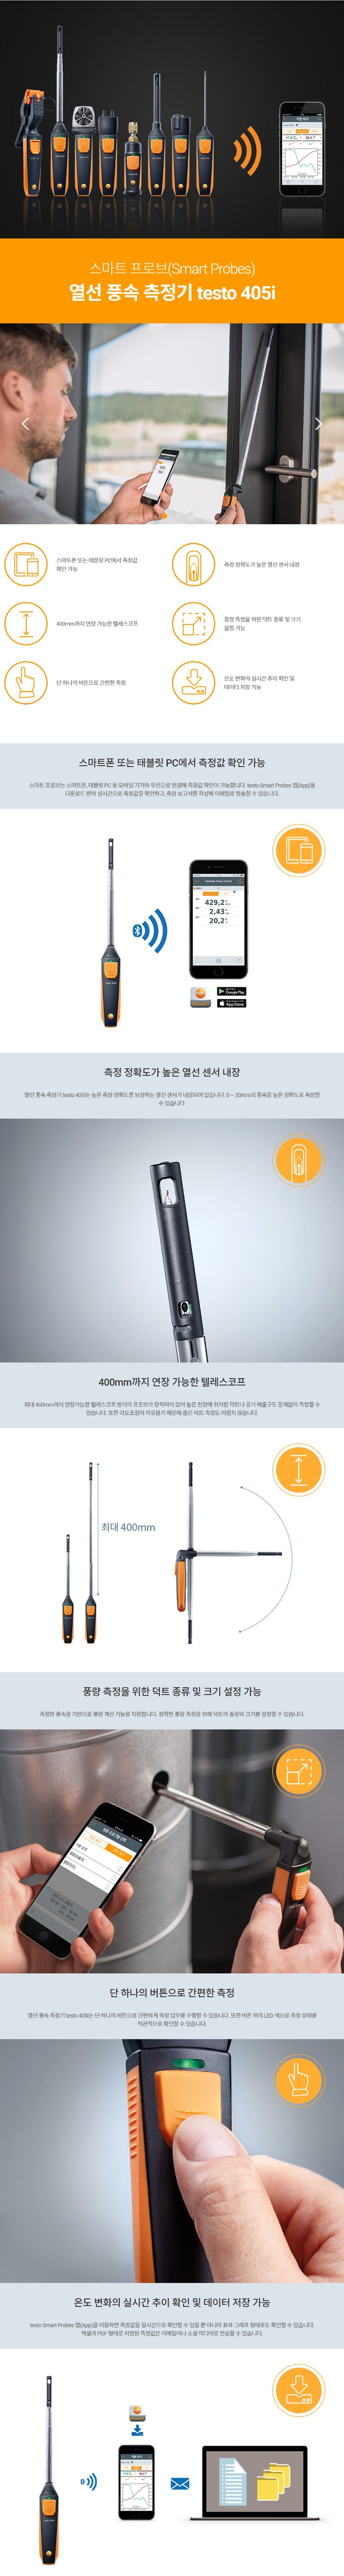 스마트 프로브(Smart Probes)
열선 풍속 측정기 testo 405i
스마트폰 또는 태블릿 PC에서 측정값
확인 가능
측정 정확도가 높은 열선 센서 내장
400mm까지 연장 가능한 텔레스코프
풍량 측정을 위한 덕트 종류 및 크기
설정 가능
단 하나의 버튼으로 간편한 측정
온도 변화의 실시간 추이 확인 및
데이터 저장 가능
스마트폰 또는 태블릿 PC에서 측정값 확인 가능
스마트 프로브는 스마트폰, 태블릿 PC 등 모바일 기기와 무선으로 연결해 측정값 확인이 가능합니다. testo Smart Probes 앱(App)을
다운로드 받아 실시간으로 측정값을 확인하고, 측정 보고서를 작성해 이메일로 발송할 수 있습니다.
429,2
2,43
20,2
Google Play
App Store
측정 정확도가 높은 열선 센서 내장
열선 풍속 측정기 testo 405i는 높은 측정 정확도를 보장하는 열선 센서가 내장되어 있습니다. 0 ~ 30m/s의 풍속을 높은 정확도로 측정할
수 있습니다.
400mm까지 연장 가능한 텔레스코프
최대 400mm까지 연장가능한 텔레스코프 방식의 프로브가 장착되어 있어 높은 천장에 위치한 덕트나 공기 배출구도 문제없이 측정할 수
있습니다. 또한 각도조정이 자유롭기 때문에 좁은 덕트 측정도 어렵지 않습니다.
최대 400mm
풍량 측정을 위한 덕트 종류 및 크기 설정 가능
측정한 풍속을 기반으로 풍량 계산 기능을 지원합니다. 정확한 풍량 측정을 위해 덕트의 종류와 크기를 설정할 수 있습니다.
단 하나의 버튼으로 간편한 측정
열선 풍속 측정기 testo 405i는 단 하나의 버튼으로 간편하게 측정 업무를 수행할 수 있습니다. 또한 버튼 위의 LED 색으로 측정 상태를
직관적으로 확인할 수 있습니다.
온도 변화의 실시간 추이 확인 및 데이터 저장 가능
testo Smart Probes 앱(App)을 이용하면 측정값을 실시간으로 확인할 수 있을 뿐 아니라 표와 그래프 형태로도 확인할 수 있습니다.
엑셀과 PDF 형태로 저장된 측정값은 이메일이나 소셜 미디어로 전송할 수 있습니다.